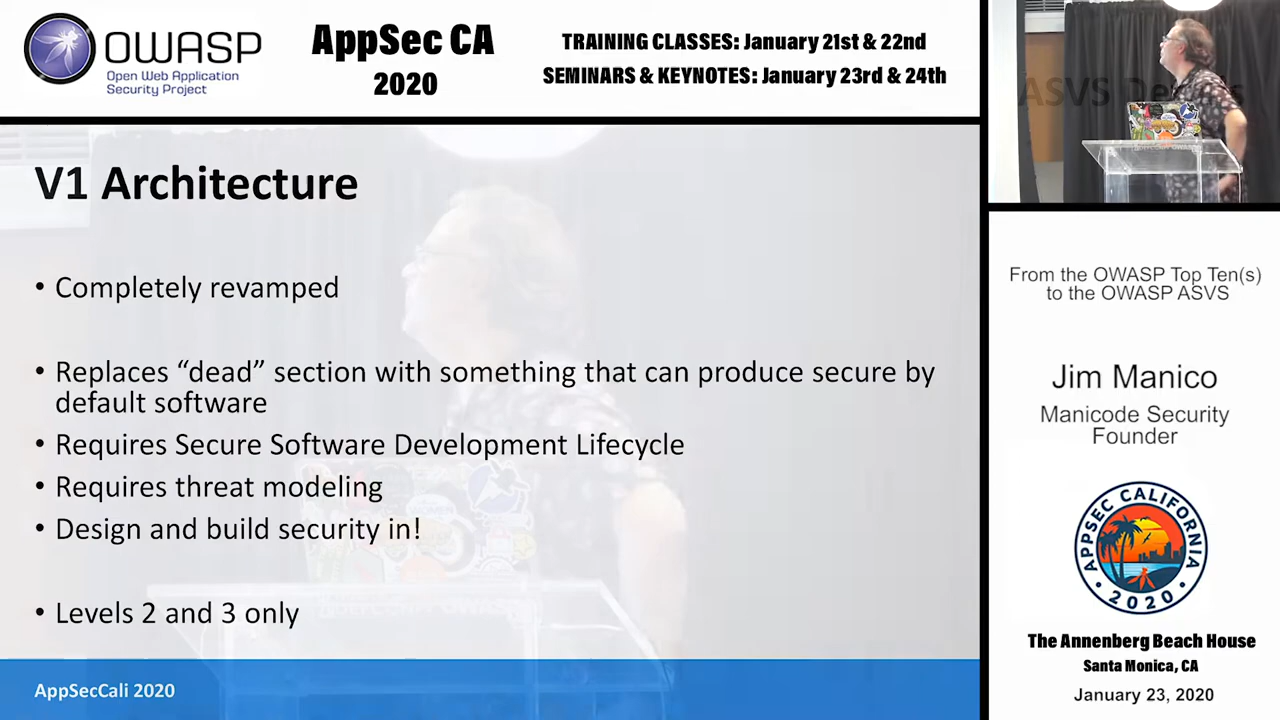 OWASP
Open Web Application
Security Project
AppSec CA
2020
TRAINING CLASSES: January 21st & 22nd
SEMINARS & KEYNOTES: January 23rd & 24th
V1 Architecture
• Completely revamped
• Replaces “dead” section with something that can produce secure by
default software
• Requires Secure Software Development Lifecycle
• Requires threat modeling
• Design and build security in!
• Levels 2 and 3 only
AppSecCali 2020
ASVS
From the OWASP Top Ten(s)
to the OWASP ASVS
Jim Manico
Manicode Security
Founder
APPSEC CALIFORNIA
• 2020 •
The Annenberg Beach House
Santa Monica, CA
January 23, 2020